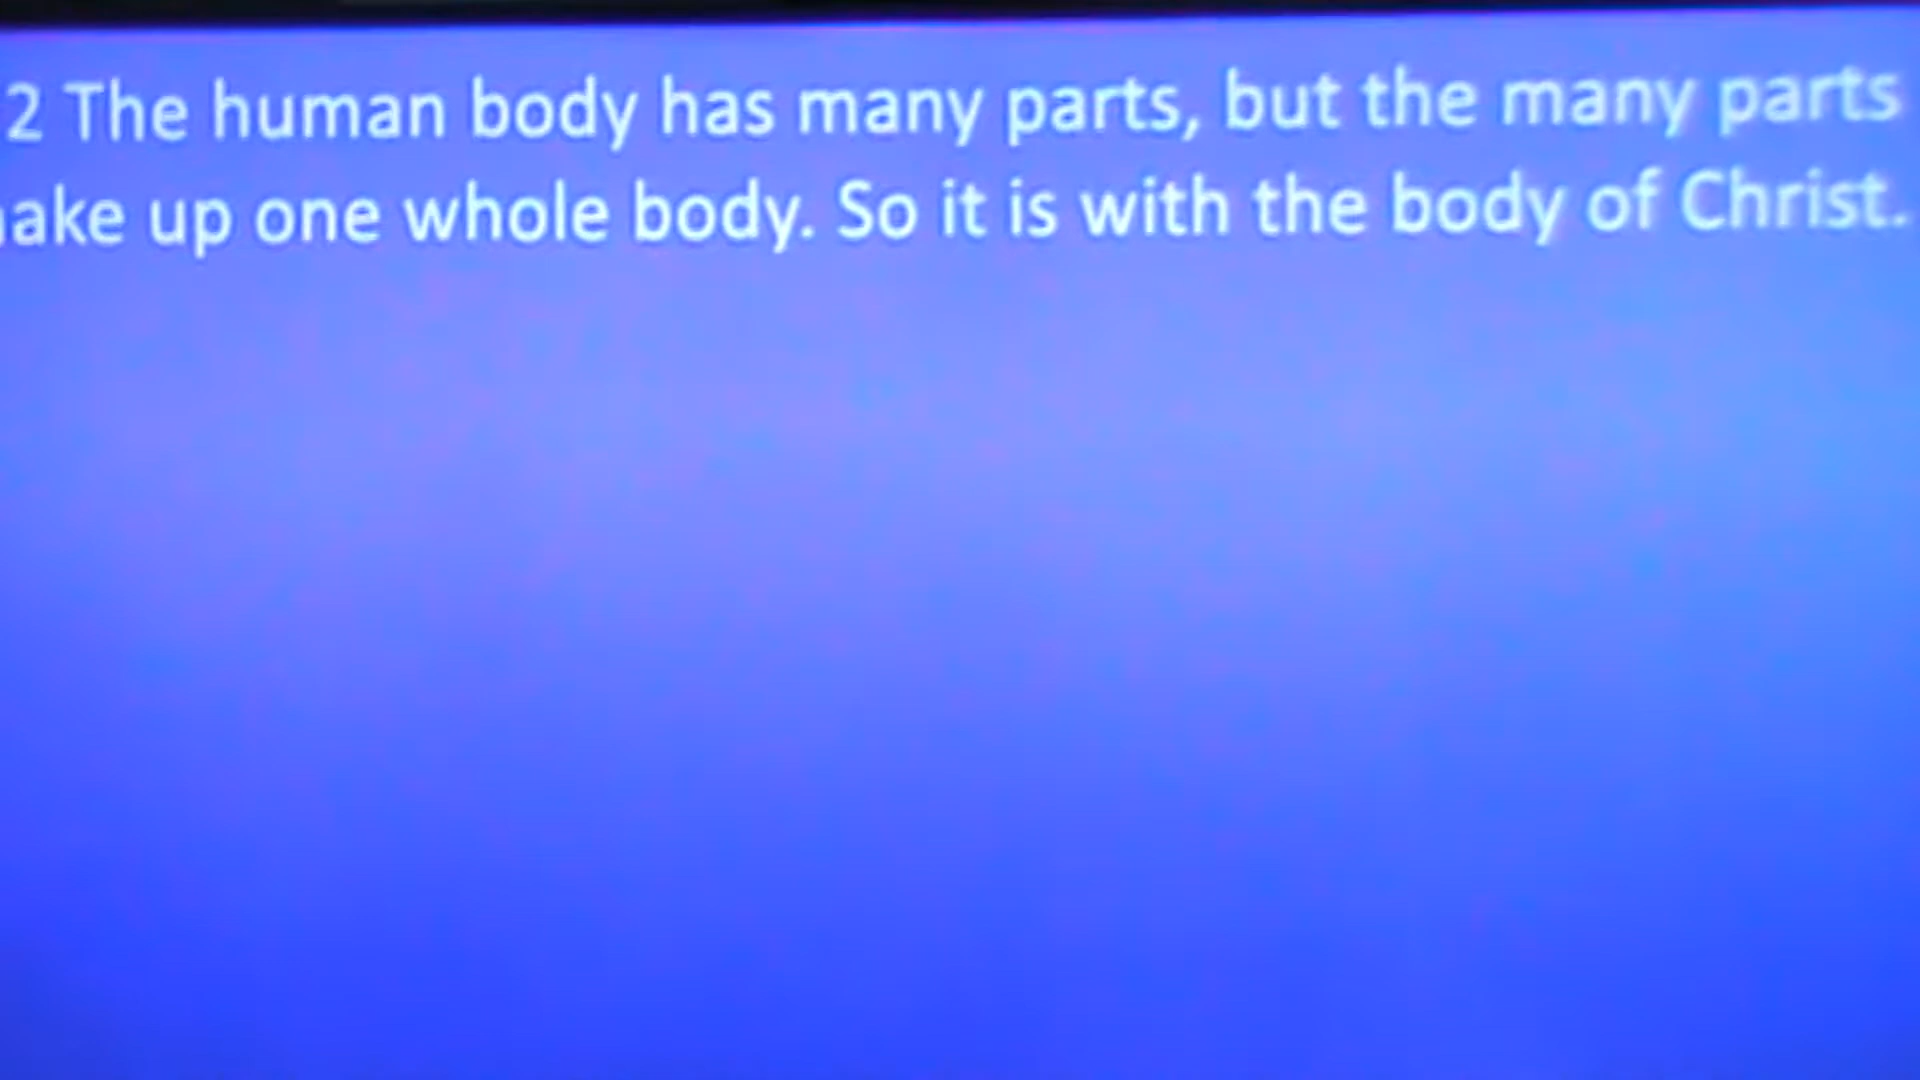 2 The human body has many parts, but the many parts
ake up one whole body. So it is with the body of Christ.